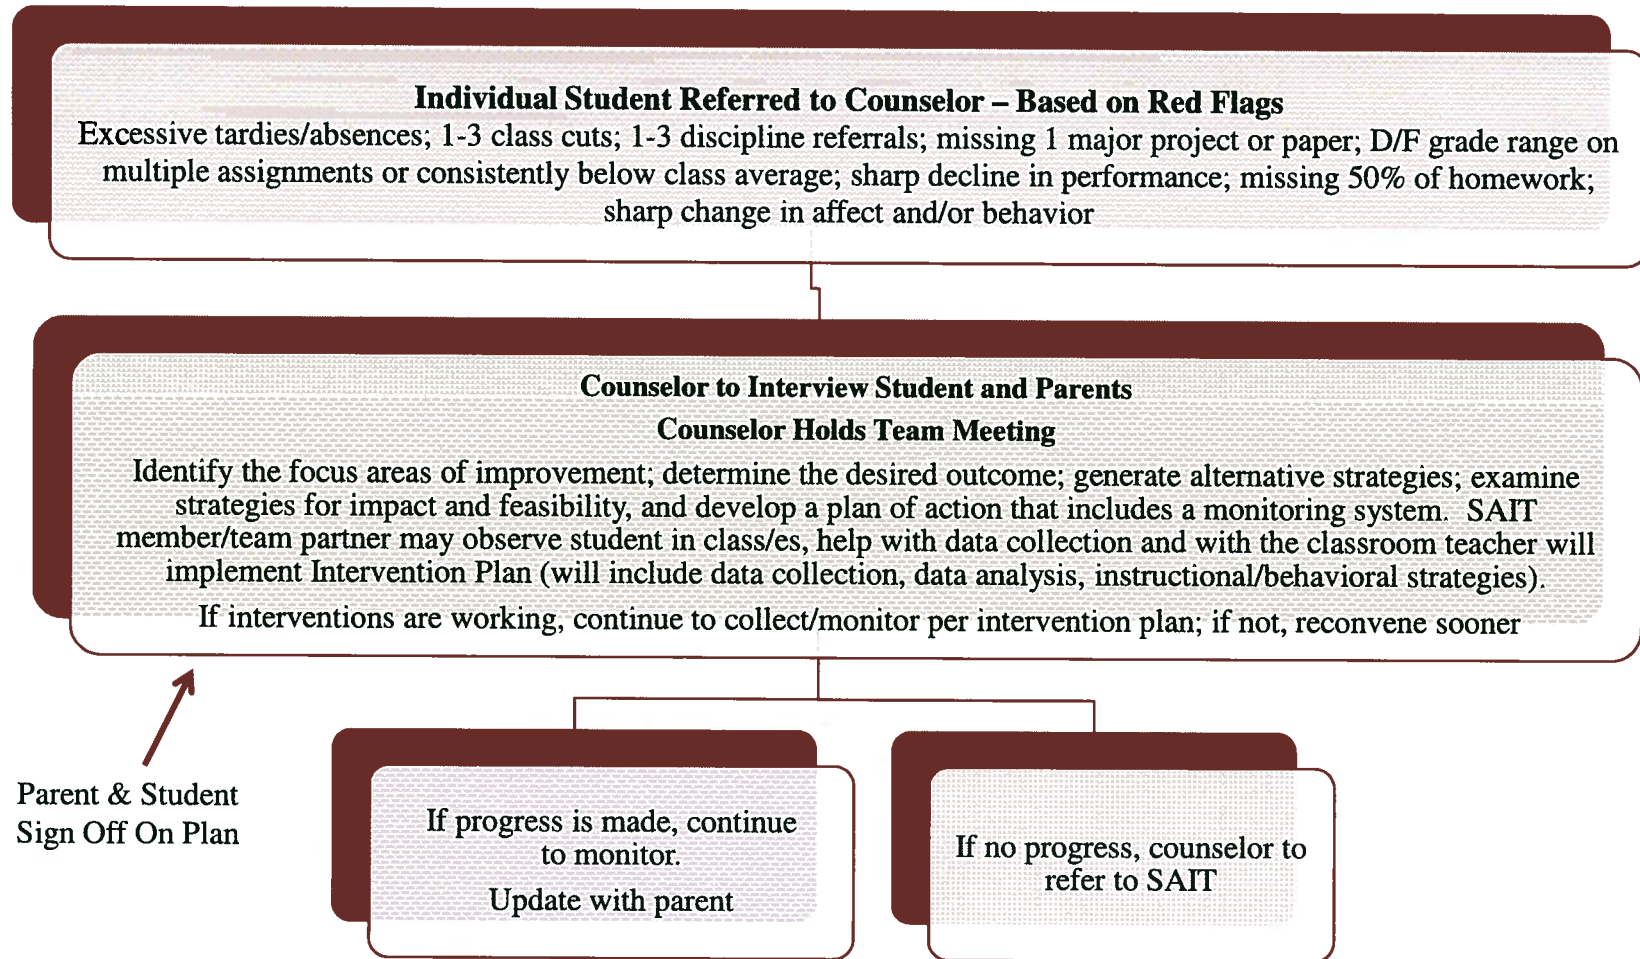 Individual Student Referred to Counselor – Based on Red Flags
Excessive tardies/absences; 1-3 class cuts; 1-3 discipline referrals; missing 1 major project or paper; D/F grade range on
multiple assignments or consistently below class average; sharp decline in performance; missing 50% of homework;
sharp change in affect and/or behavior
Counselor to Interview Student and Parents
Counselor Holds Team Meeting
Identify the focus areas of improvement; determine the desired outcome; generate alternative strategies; examine
strategies for impact and feasibility, and develop a plan of action that includes a monitoring system. SAIT
member/team partner may observe student in class/es, help with data collection and with the classroom teacher will
implement Intervention Plan (will include data collection, data analysis, instructional/behavioral strategies).
If interventions are working, continue to collect/monitor per intervention plan; if not, reconvene sooner
Parent & Student
Sign Off On Plan
If progress is made, continue
to monitor.
Update with parent
If no progress, counselor to
refer to SAIT